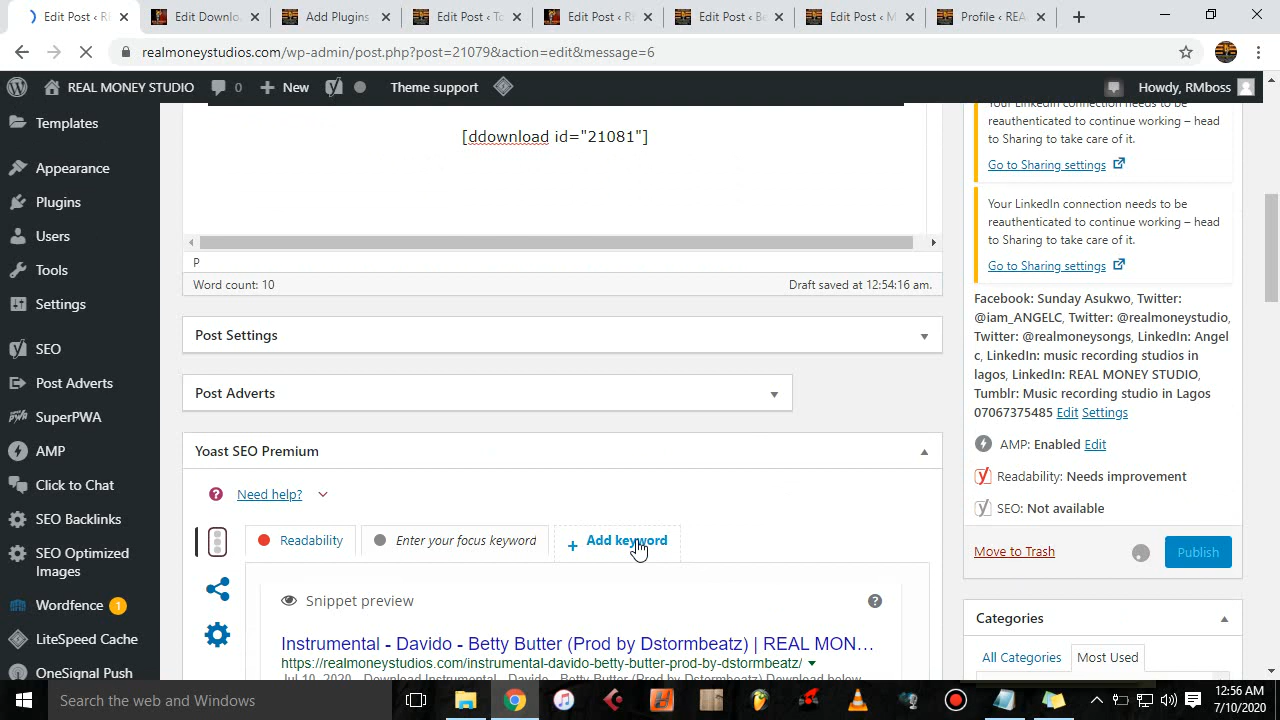 Edit Post ‹ Ri
Edit Downlo
Add Plugins
Edit Post ‹ To
Edit Post ‹ R
Edit Post ‹ Be
Edit Post ‹ M
Profile ‹ REA
realmoneystudios.com/wp-admin/post.php?post=21079&action=edit&message=6
REAL MONEY STUDIO
0
New
Theme support
Howdy, RMboss
Templates
Appearance
Plugins
Users
Tools
Settings
SEO
Post Adverts
SuperPWA
AMP
Click to Chat
SEO Backlinks
SEO Optimized
Images
Wordfence 1
LiteSpeed Cache
OneSignal Push
[ddownload id="21081"]
P
Word count: 10
Draft saved at 12:54:16 am.
Post Settings
Post Adverts
Yoast SEO Premium
Need help?
Readability
Enter your focus keyword
+ Add keyword
Snippet preview
Instrumental - Davido - Betty Butter (Prod by Dstormbeatz) | REAL MON...
https://realmoneystudios.com/instrumental-davido-betty-butter-prod-by-dstormbeatz/
Jul 10, 2020 - Download Instrumental - Davido - Betty Butter (Prod by Dstormbeatz) Download below
Your LinkedIn connection needs to be
reauthenticated to continue working – head
to Sharing to take care of it.
Go to Sharing settings
Your LinkedIn connection needs to be
reauthenticated to continue working – head
to Sharing to take care of it.
Go to Sharing settings
Facebook: Sunday Asukwo, Twitter:
@iam_ANGELC, Twitter: @realmoneystudio,
Twitter: @realmoneysongs, LinkedIn: Angel
c, LinkedIn: music recording studios in
lagos, LinkedIn: REAL MONEY STUDIO,
Tumblr: Music recording studio in Lagos
07067375485 Edit Settings
AMP: Enabled Edit
Readability: Needs improvement
SEO: Not available
Move to Trash
Publish
Categories
All Categories
Most Used
Search the web and Windows
12:56 AM
7/10/2020